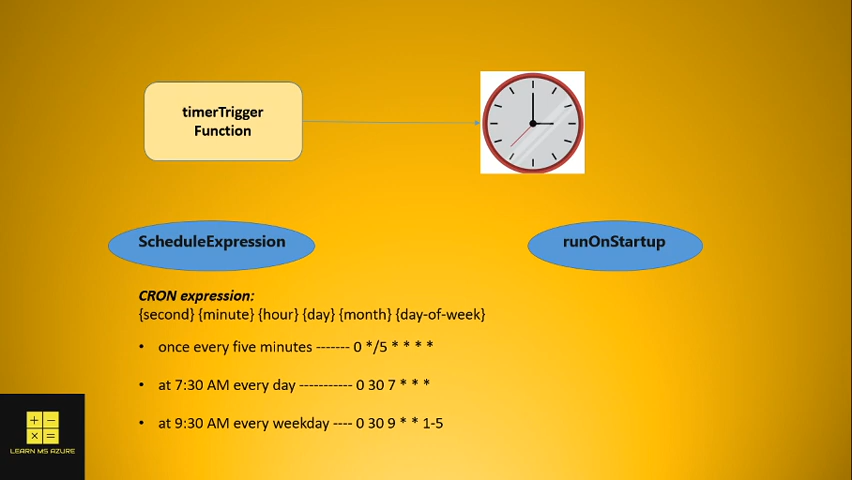 timerTrigger
Function
ScheduleExpression
runOnStartup
CRON expression:
{second} {minute} {hour} {day} {month} {day-of-week}
• once every five minutes ------- 0 */5 * * * *
• at 7:30 AM every day ----------- 0 30 7 * * *
• at 9:30 AM every weekday ---- 0 30 9 * * 1-5
+ −
× =
LEARN MS AZURE